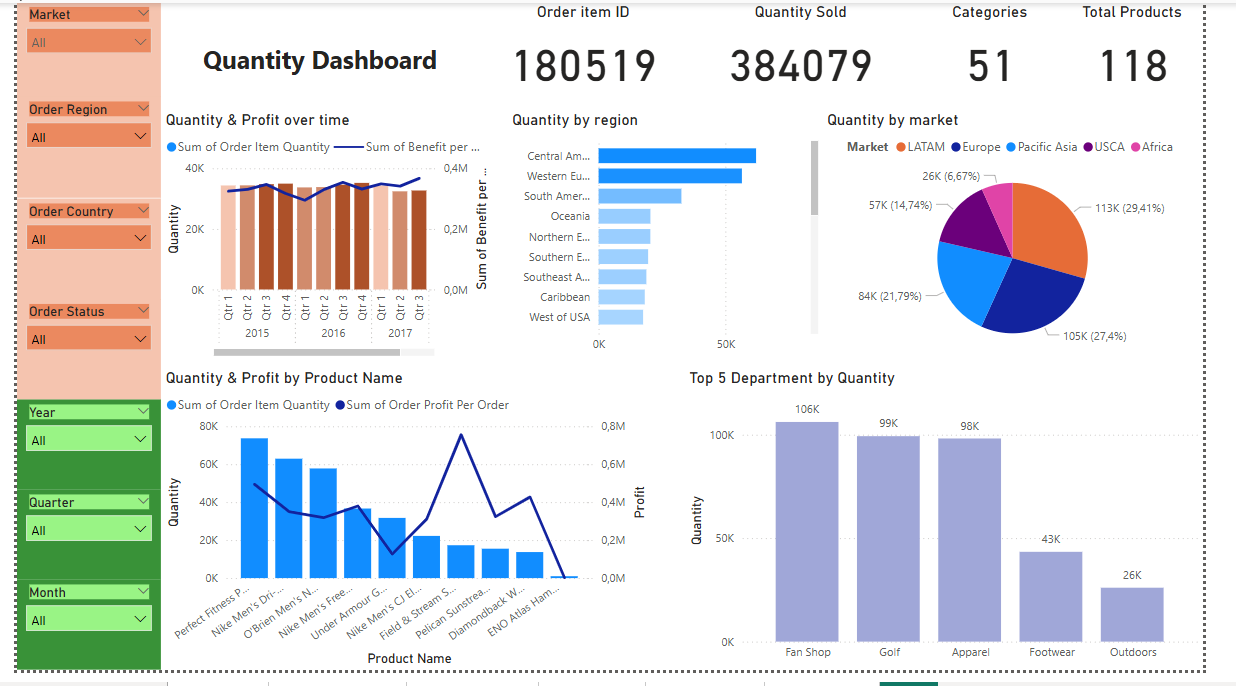 Market
All
Order Region
All
Order Country
All
Order Status
All
Year
All
Quarter
All
Month
All
Quantity Dashboard
Order item ID
180519
Quantity Sold
384079
Categories
51
Total Products
118
Quantity & Profit over time
Sum of Order Item Quantity Sum of Benefit per ...
40K
20K
0K
Quantity
0,4M
0,2M
0,0M
Sum of Benefit per ...
Qtr 1 Qtr 2 Qtr 3 Qtr 4 Qtr 1 Qtr 2 Qtr 3 Qtr 4 Qtr 1 Qtr 2 Qtr 3
2015 2016 2017
Quantity by region
Central Am...
Western Eu...
South Amer...
Oceania
Northern E...
Southern E...
Southeast A...
Caribbean
West of USA
0K 50K
Quantity by market
Market LATAM Europe Pacific Asia USCA Africa
26K (6,67%)
57K (14,74%)
113K (29,41%)
84K (21,79%)
105K (27,4%)
Quantity & Profit by Product Name
Sum of Order Item Quantity Sum of Order Profit Per Order
80K
60K
40K
20K
0K
Quantity
0,8M
0,6M
0,4M
0,2M
0,0M
Profit
Perfect Fitness P...
Nike Men's Dri-...
O'Brien Men's N...
Nike Men's Free...
Under Armour G...
Nike Men's CJ El...
Field & Stream S...
Pelican Sunstrea...
Diamondback W...
ENO Atlas Ham...
Product Name
Top 5 Department by Quantity
106K
99K
98K
43K
26K
100K
50K
0K
Quantity
Fan Shop Golf Apparel Footwear Outdoors